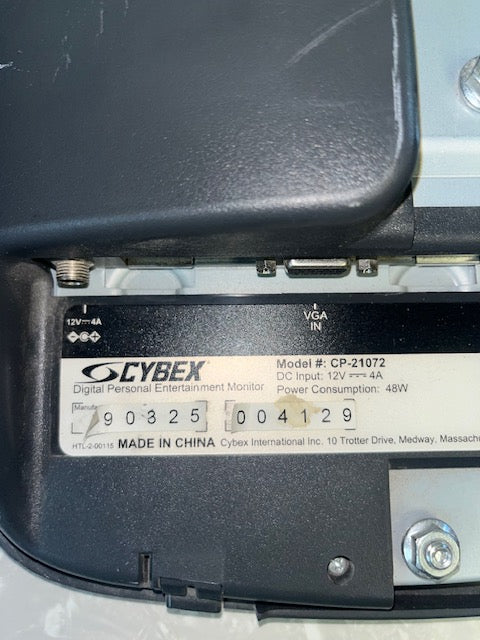 12V⎓4A
VGA
IN
CYBEX
Model #: CP-21072
Digital Personal Entertainment Monitor
DC Input: 12V ⎓ 4A
Power Consumption: 48W
90325 004129
HTL-2-00115 MADE IN CHINA Cybex International Inc. 10 Trotter Drive, Medway,